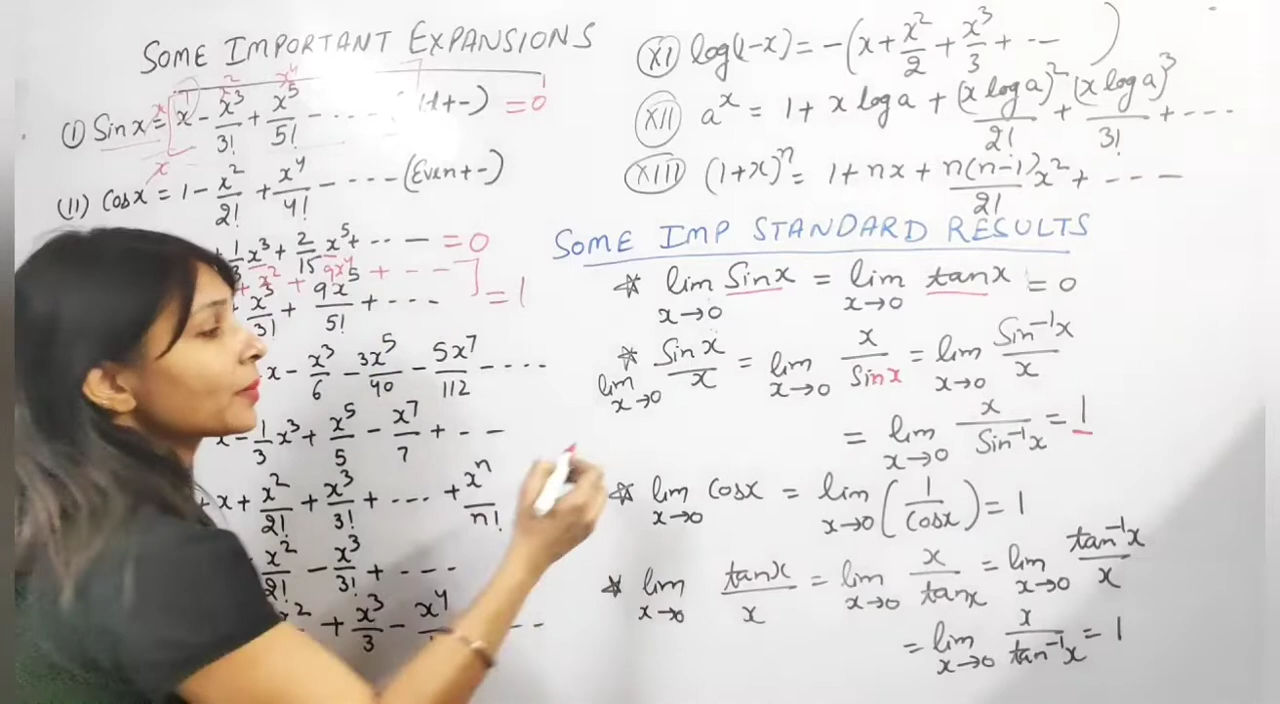 SOME IMPORTANT EXPANSIONS
(I) Sin x = x - x³/3! + x⁵/5! - ---- = 0
(II) Cos x = 1 - x²/2! + x⁴/4! - ---- (Even + -)
1/3 x³ + 2/15 x⁵ + --- = 0
+ x² 9x⁴ + --- ] = 1
x³/3! + 9x⁵/5! + ---
x - x³/6 - 3x⁵/40 - 5x⁷/112 - ----
x - 1/3 x³ + x⁵/5 - x⁷/7 + ---
+ x + x²/2! + x³/3! + ---- + xⁿ/n!
x²/2! - x³/3! + ----
+ x³/3 - x⁴ --
(XI) log(1-x) = -(x + x²/2 + x³/3 + --- )
(XII) aˣ = 1 + x log a + (x log a)²/2! + (x log a)³/3! + ----
(XIII) (1+x)ⁿ = 1 + nx + n(n-1)/2! x² + ----
SOME IMP STANDARD RESULTS
* lim x→0 Sin x = lim x→0 tan x = 0
* lim x→0 Sin x/x = lim x→0 x/Sin x = lim x→0 Sin⁻¹x/x
= lim x→0 x/Sin⁻¹x = 1
* lim x→0 Cos x = lim x→0 (1/Cos x) = 1
* lim x→0 tan x/x = lim x→0 x/tan x = lim x→0 tan⁻¹x/x
= lim x→0 x/tan⁻¹x = 1